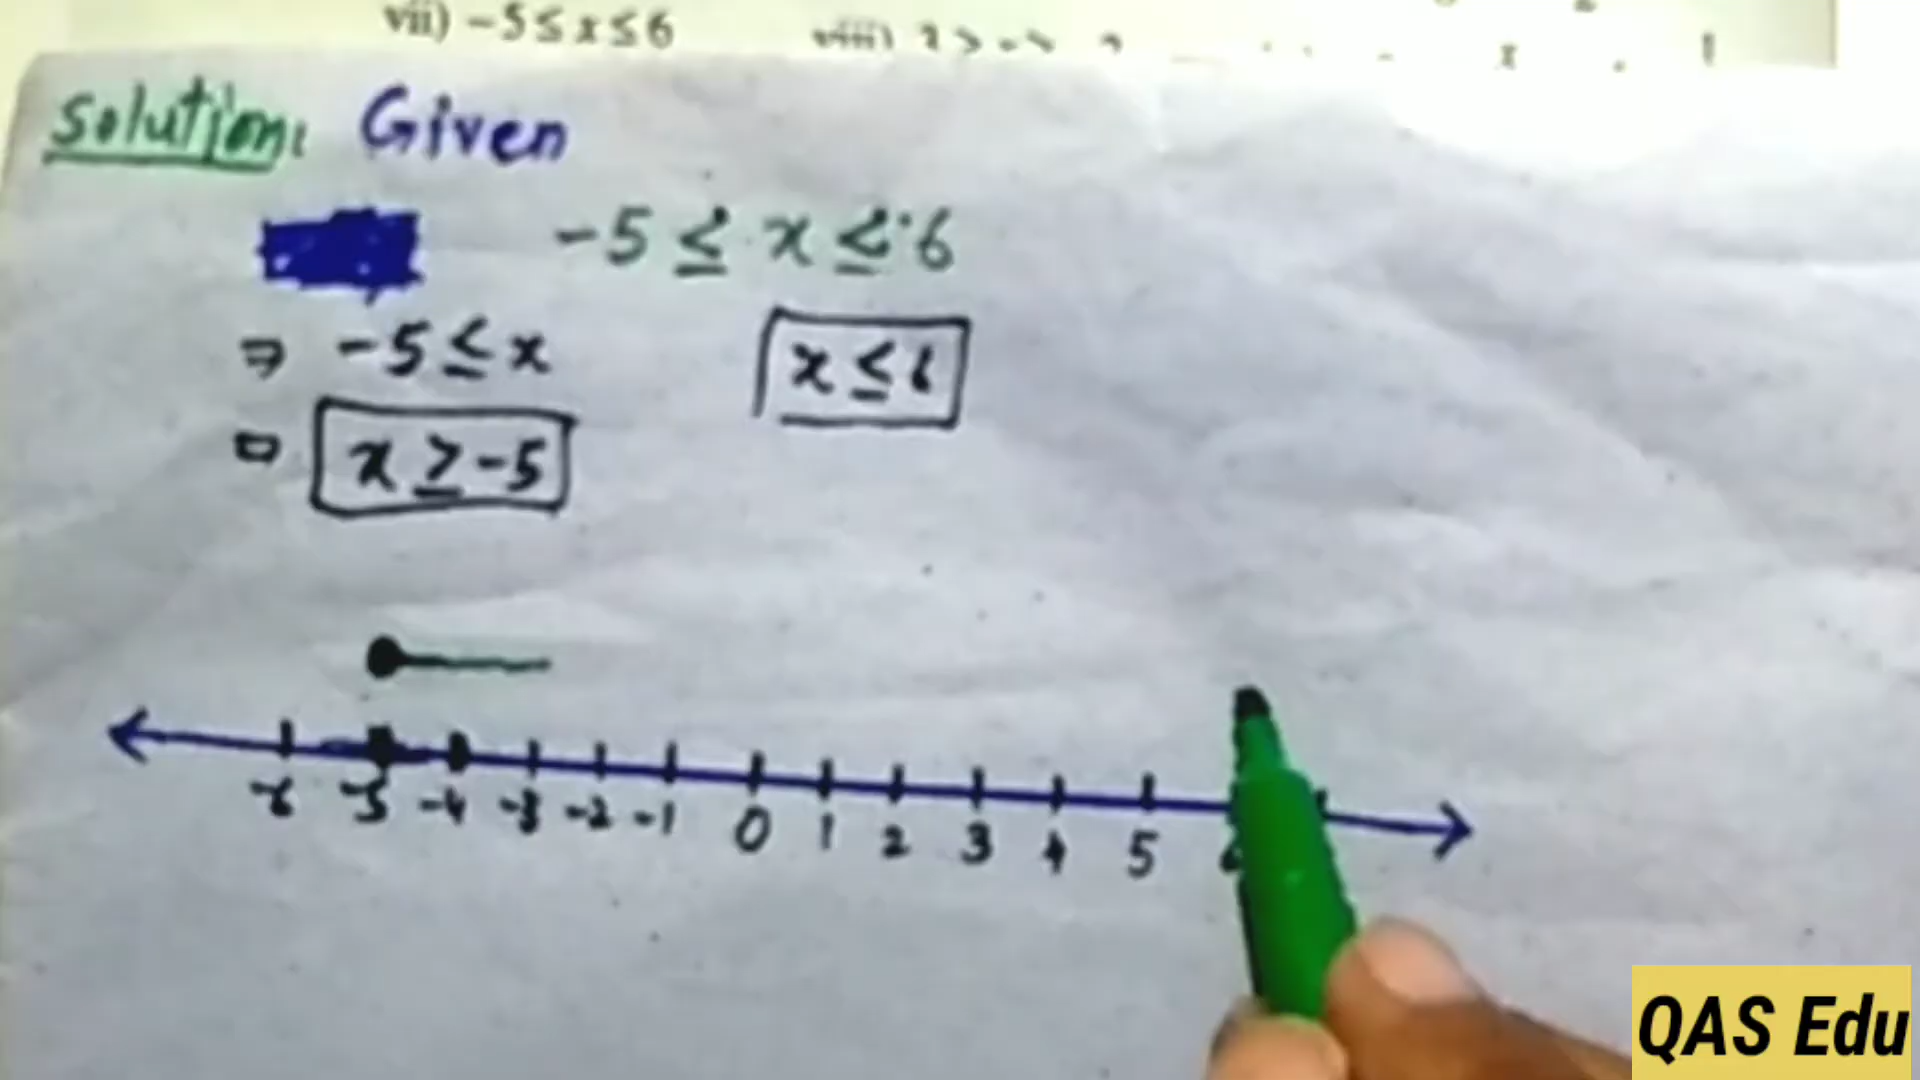 vii) -5≤x≤6 viii)
Solution: Given
-5 ≤ x ≤ 6
⇒ -5≤x x≤6
⇒ x≥-5
-6 -5 -4 -3 -2 -1 0 1 2 3 4 5
QAS Edu